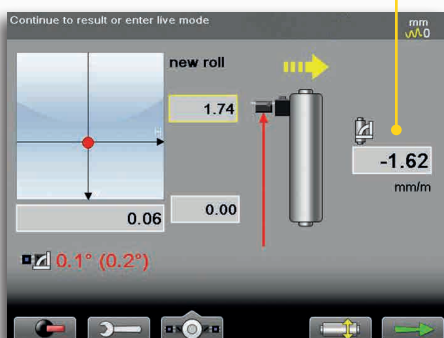 Continue to result or enter live mode
mm
0
new roll
1.74
-1.62
mm/m
0.00
0.06
0.1° (0.2°)